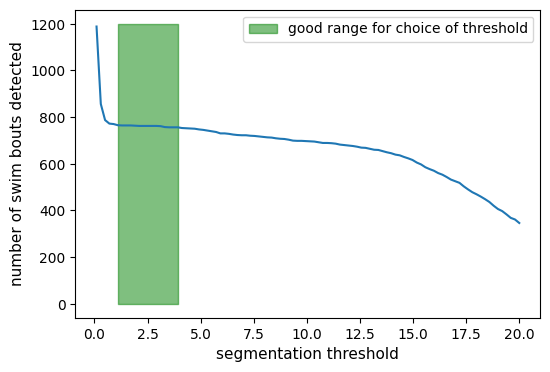 good range for choice of threshold
number of swim bouts detected
1200
1000
800
600
400
200
0
0.0 2.5 5.0 7.5 10.0 12.5 15.0 17.5 20.0
segmentation threshold